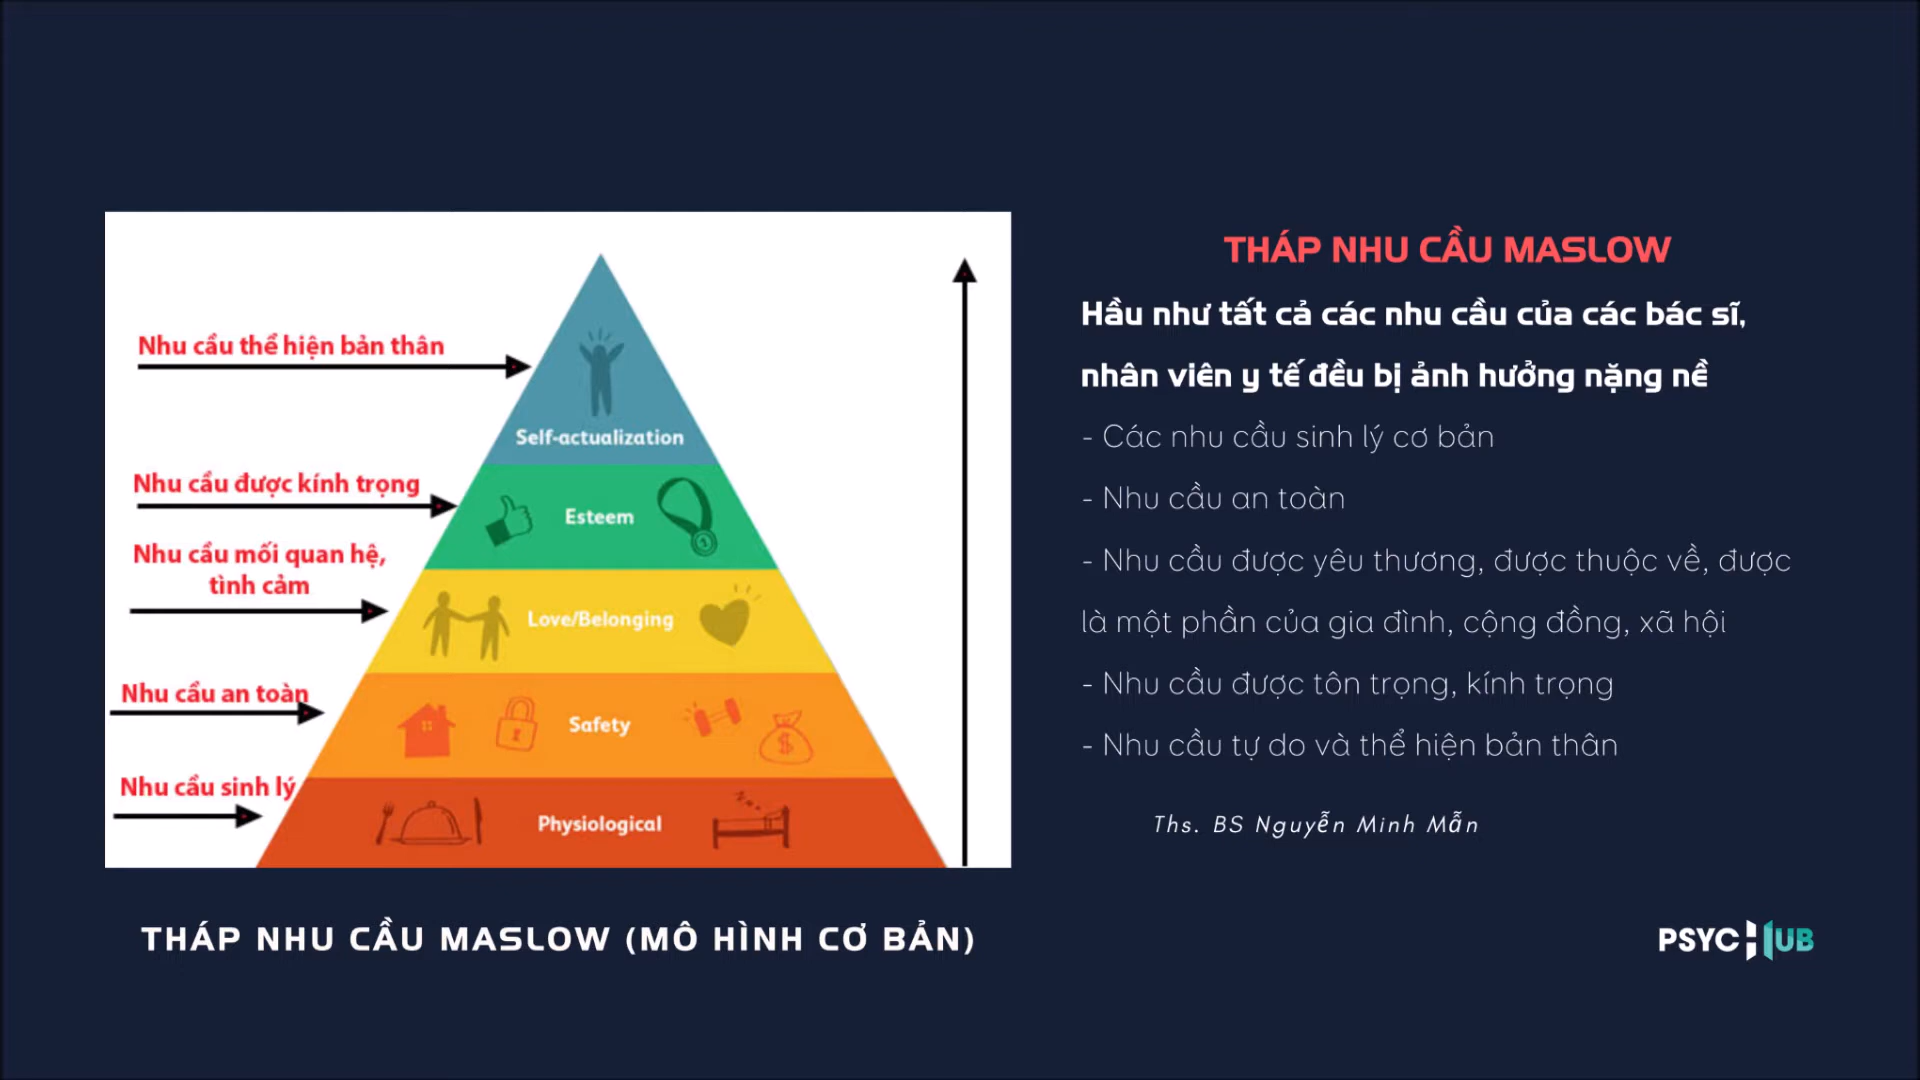 Nhu cầu thể hiện bản thân
Self-actualization
Nhu cầu được kính trọng
Esteem
Nhu cầu mối quan hệ,
tình cảm
Love/Belonging
Nhu cầu an toàn
Safety
Nhu cầu sinh lý
Physiological
THÁP NHU CẦU MASLOW (MÔ HÌNH CƠ BẢN)
THÁP NHU CẦU MASLOW
Hầu như tất cả các nhu cầu của các bác sĩ,
nhân viên y tế đều bị ảnh hưởng nặng nề
- Các nhu cầu sinh lý cơ bản
- Nhu cầu an toàn
- Nhu cầu được yêu thương, được thuộc về, được
là một phần của gia đình, cộng đồng, xã hội
- Nhu cầu được tôn trọng, kính trọng
- Nhu cầu tự do và thể hiện bản thân
Ths. BS Nguyễn Minh Mẫn
PSYCHUB